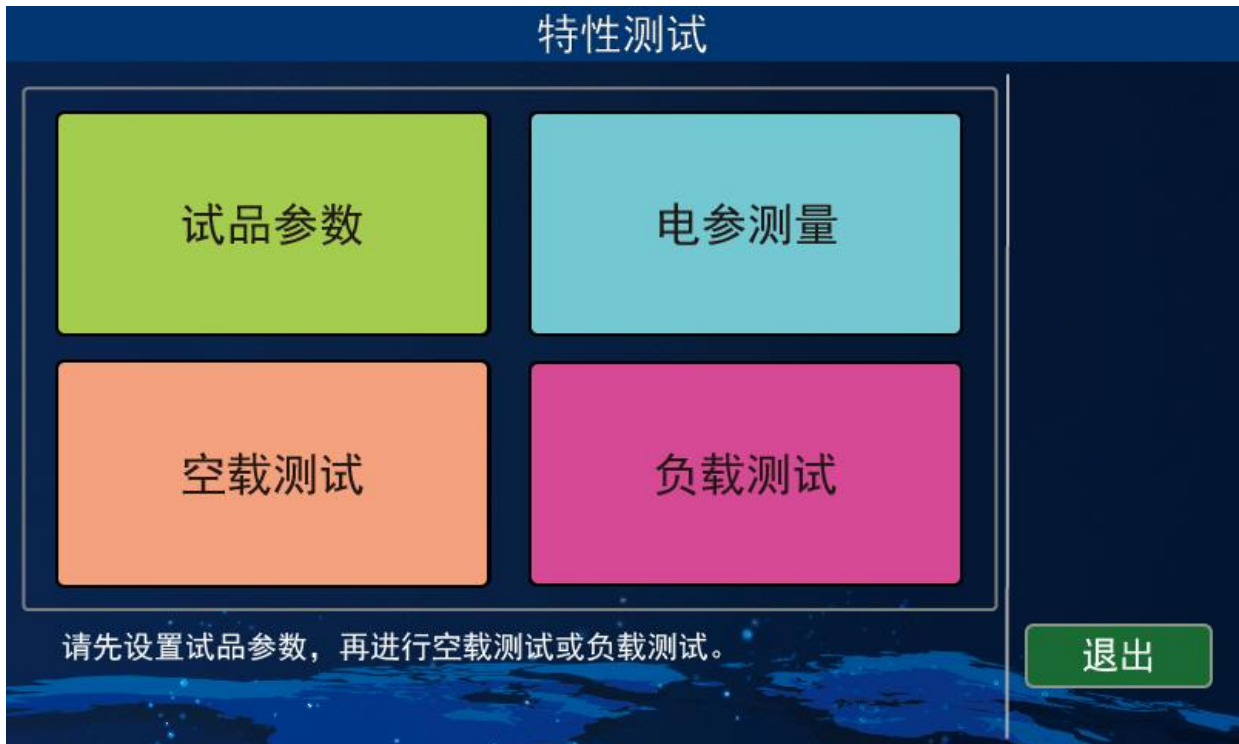 特性测试
试品参数
电参测量
空载测试
负载测试
请先设置试品参数，再进行空载测试或负载测试。
退出